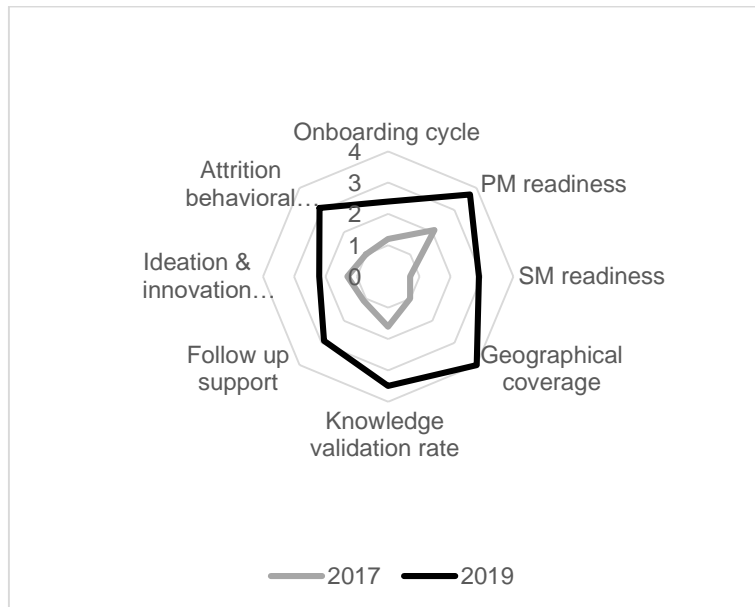 Onboarding cycle
4
3
2
1
0
PM readiness
SM readiness
Geographical
coverage
Knowledge
validation rate
Follow up
support
Ideation &
innovation…
Attrition
behavioral…
2017
2019